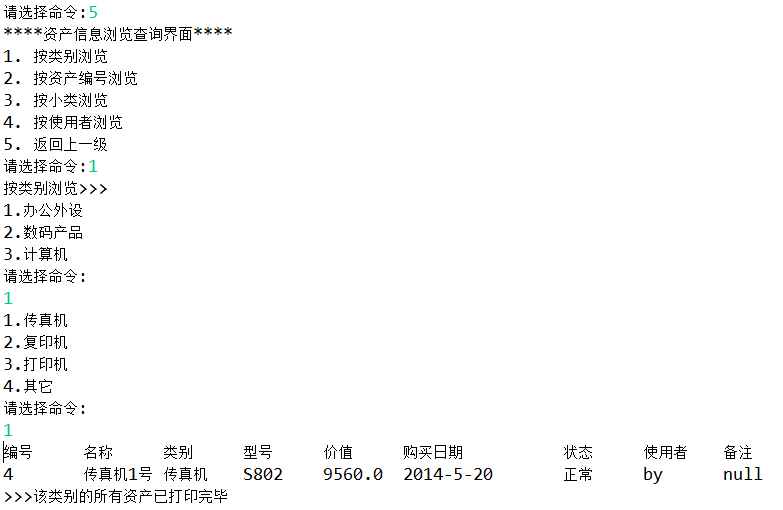 请选择命令:5
****资产信息浏览查询界面****
1. 按类别浏览
2. 按资产编号浏览
3. 按小类浏览
4. 按使用者浏览
5. 返回上一级
请选择命令:1
按类别浏览>>>
1.办公外设
2.数码产品
3.计算机
请选择命令:
1
1.传真机
2.复印机
3.打印机
4.其它
请选择命令:
1
编号 名称 类别 型号 价值 购买日期 状态 使用者 备注
4 传真机1号 传真机 S802 9560.0 2014-5-20 正常 by null
>>>该类别的所有资产已打印完毕